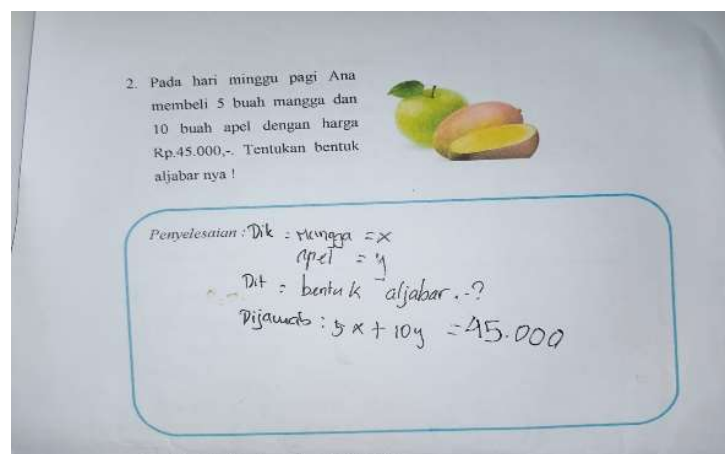 2. Pada hari minggu pagi Ana
membeli 5 buah mangga dan
10 buah apel dengan harga
Rp.45.000,-. Tentukan bentuk
aljabar nya !
Penyelesaian : Dik : Mangga = x
Apel = y
Dit : bentuk aljabar..?
Dijawab : 5x + 10y = 45.000